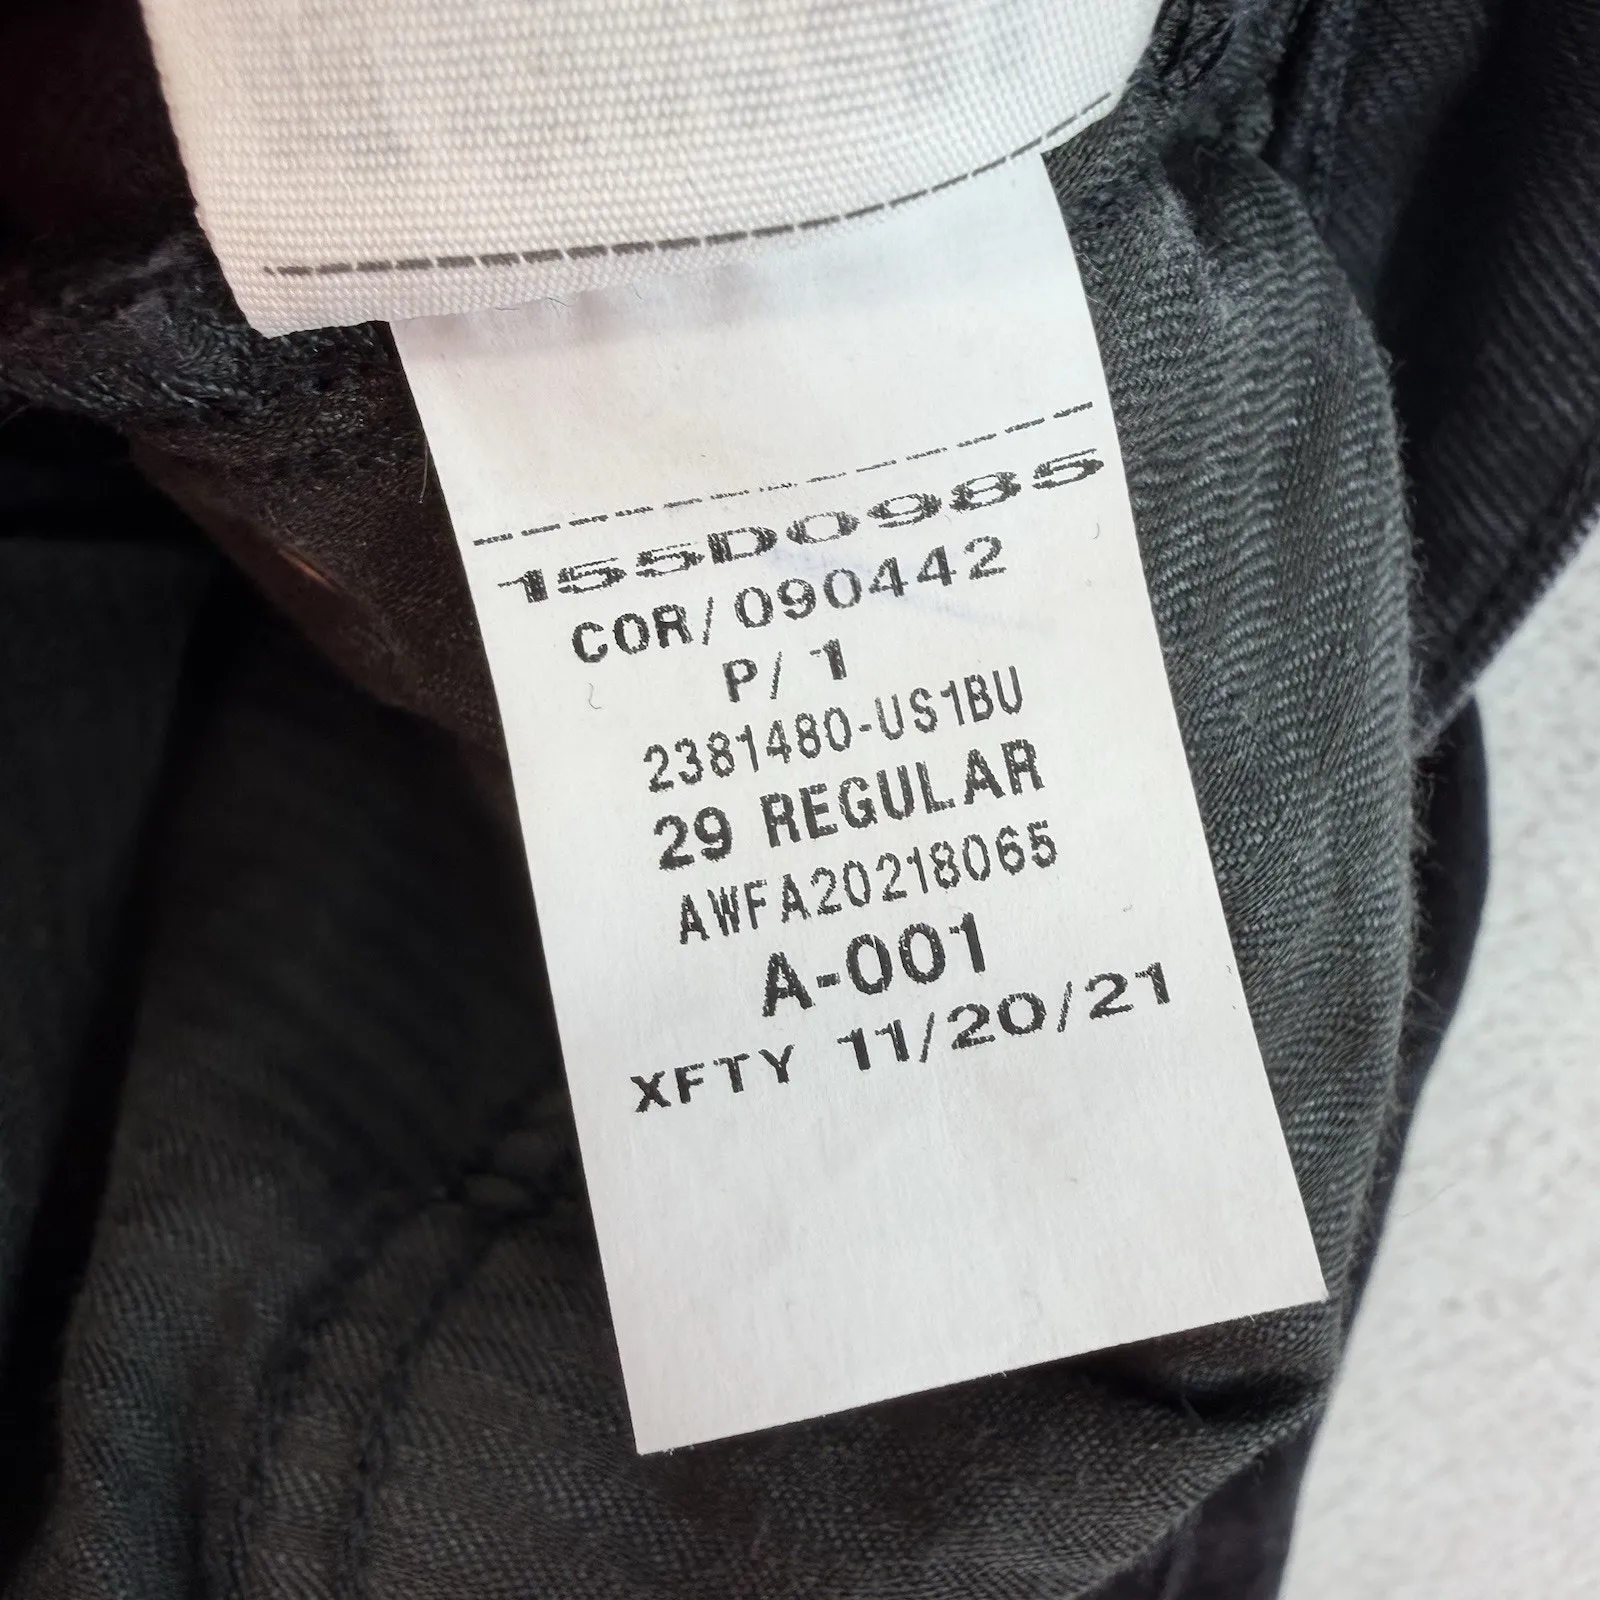 155D0985
COR/090442
P/ 1
2381480-US1BU
29 REGULAR
AWFA20218065
A-001
XFTY 11/20/21